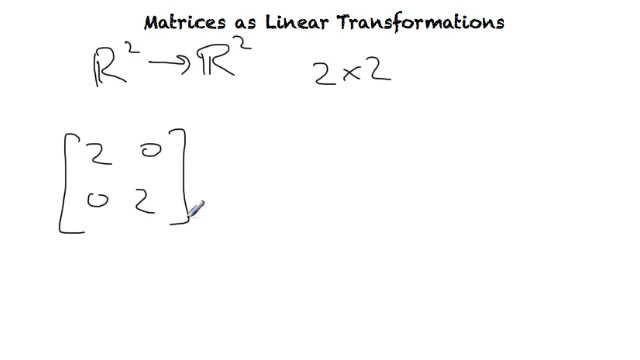 Matrices as Linear Transformations
ℝ² → ℝ² 2×2
2 0
0 2